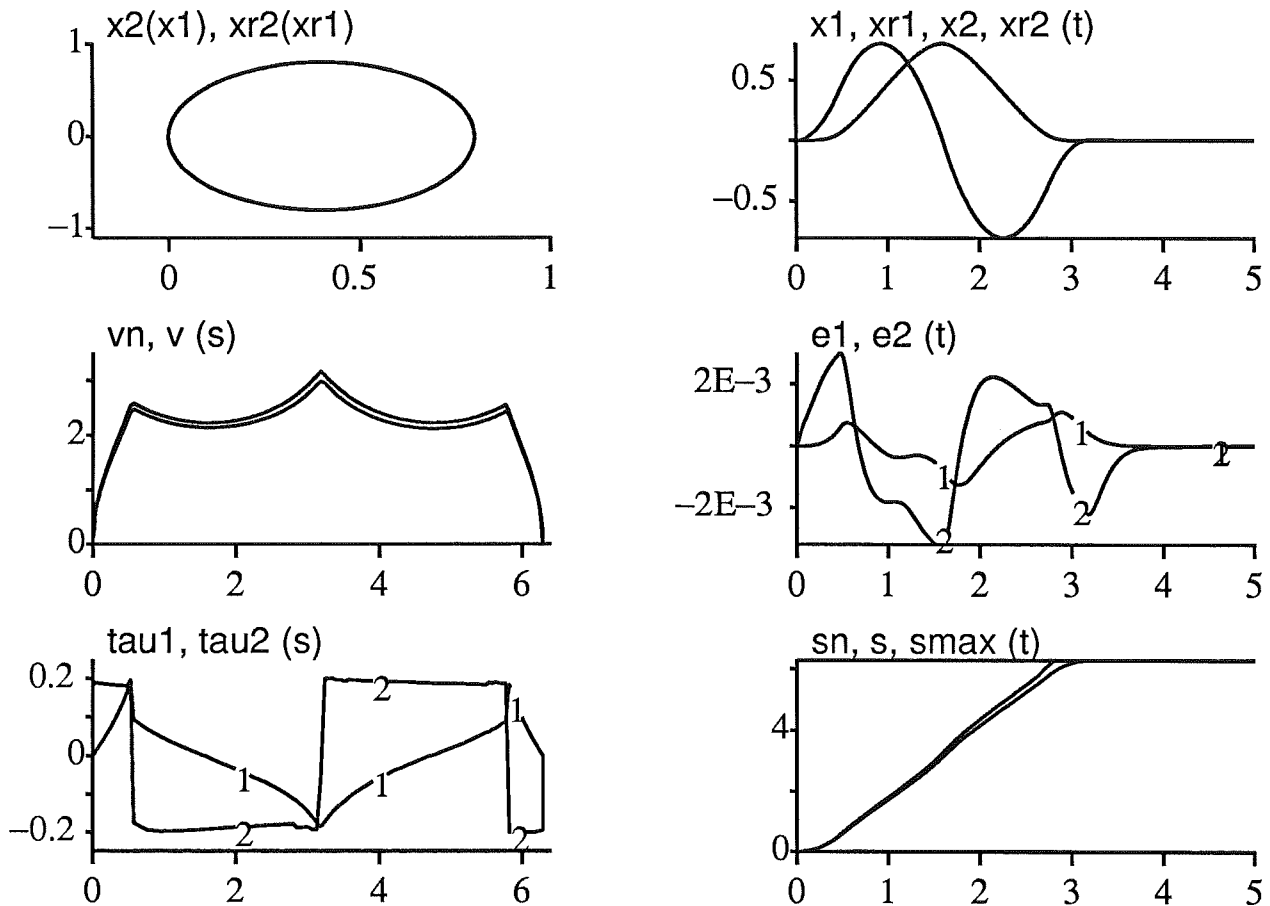 x2(x1), xr2(xr1)
1
0
−1
0 0.5 1
x1, xr1, x2, xr2 (t)
0.5
−0.5
0 1 2 3 4 5
vn, v (s)
2
0
0 2 4 6
e1, e2 (t)
2E−3
−2E−3
1
2
1
2
1
2
0 1 2 3 4 5
tau1, tau2 (s)
0.2
0
−0.2
2
1
1
1
2
2
0 2 4 6
sn, s, smax (t)
4
0
0 1 2 3 4 5